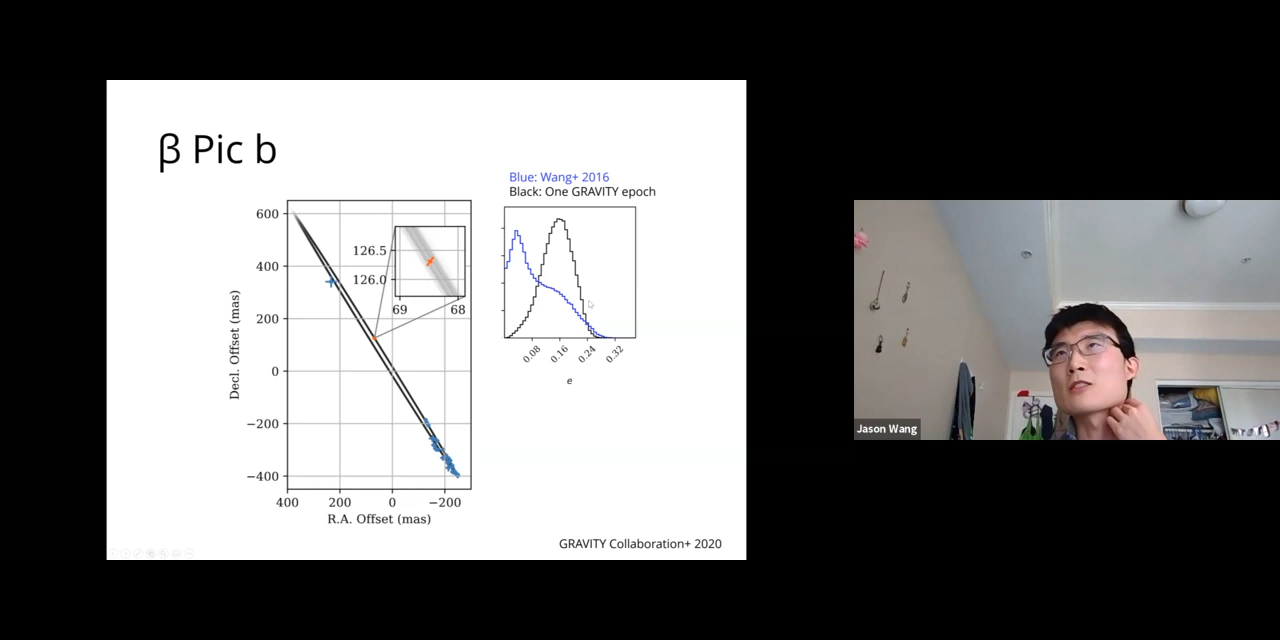 β Pic b
Blue: Wang+ 2016
Black: One GRAVITY epoch
600
400
200
0
−200
−400
Decl. Offset (mas)
400 200 0 −200
R.A. Offset (mas)
126.5
126.0
69 68
0.08 0.16 0.24 0.32
e
GRAVITY Collaboration+ 2020
Jason Wang